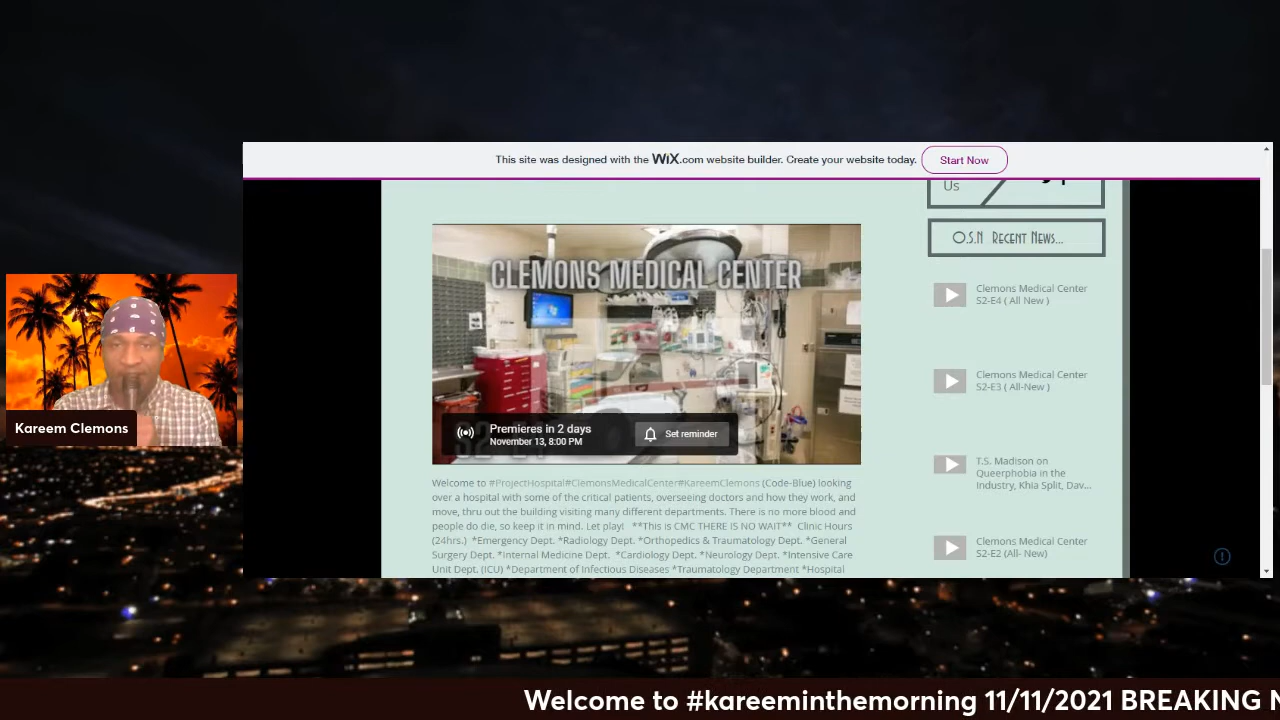 This site was designed with the WiX.com website builder. Create your website today.
Start Now
Us
O.S.N Recent News...
CLEMONS MEDICAL CENTER
Premieres in 2 days
November 13, 8:00 PM
Set reminder
Welcome to #ProjectHospital#ClemonsMedicalCenter#KareemClemons (Code-Blue) looking
over a hospital with some of the critical patients, overseeing doctors and how they work, and
move, thru out the building visiting many different departments. There is no more blood and
people do die, so keep it in mind. Let play!   **This is CMC THERE IS NO WAIT**  Clinic Hours
(24hrs.)  *Emergency Dept. *Radiology Dept. *Orthopedics & Traumatology Dept. *General
Surgery Dept. *Internal Medicine Dept.  *Cardiology Dept. *Neurology Dept. *Intensive Care
Unit Dept. (ICU) *Department of Infectious Diseases *Traumatology Department *Hospital
Clemons Medical Center
S2-E4 ( All New )
Clemons Medical Center
S2-E3 ( All-New )
T.S. Madison on
Queerphobia in the
Industry, Khia Split, Dav...
Clemons Medical Center
S2-E2 (All- New)
Kareem Clemons
Welcome to #kareeminthemorning 11/11/2021 BREAKING